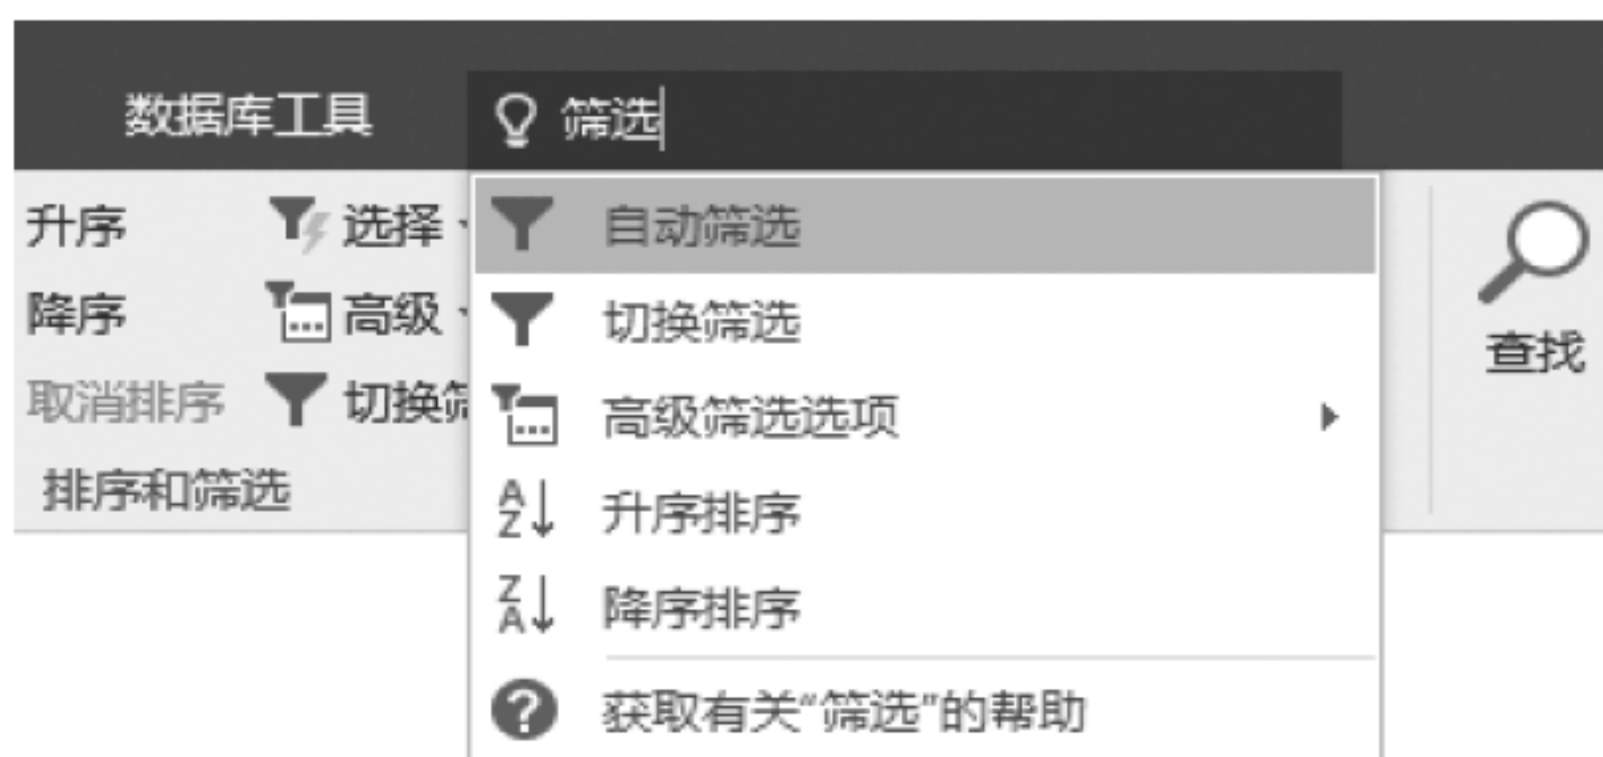 数据库工具
筛选
升序
选择
降序
高级
取消排序
切换筛
排序和筛选
自动筛选
切换筛选
高级筛选选项
升序排序
降序排序
获取有关“筛选”的帮助
查找